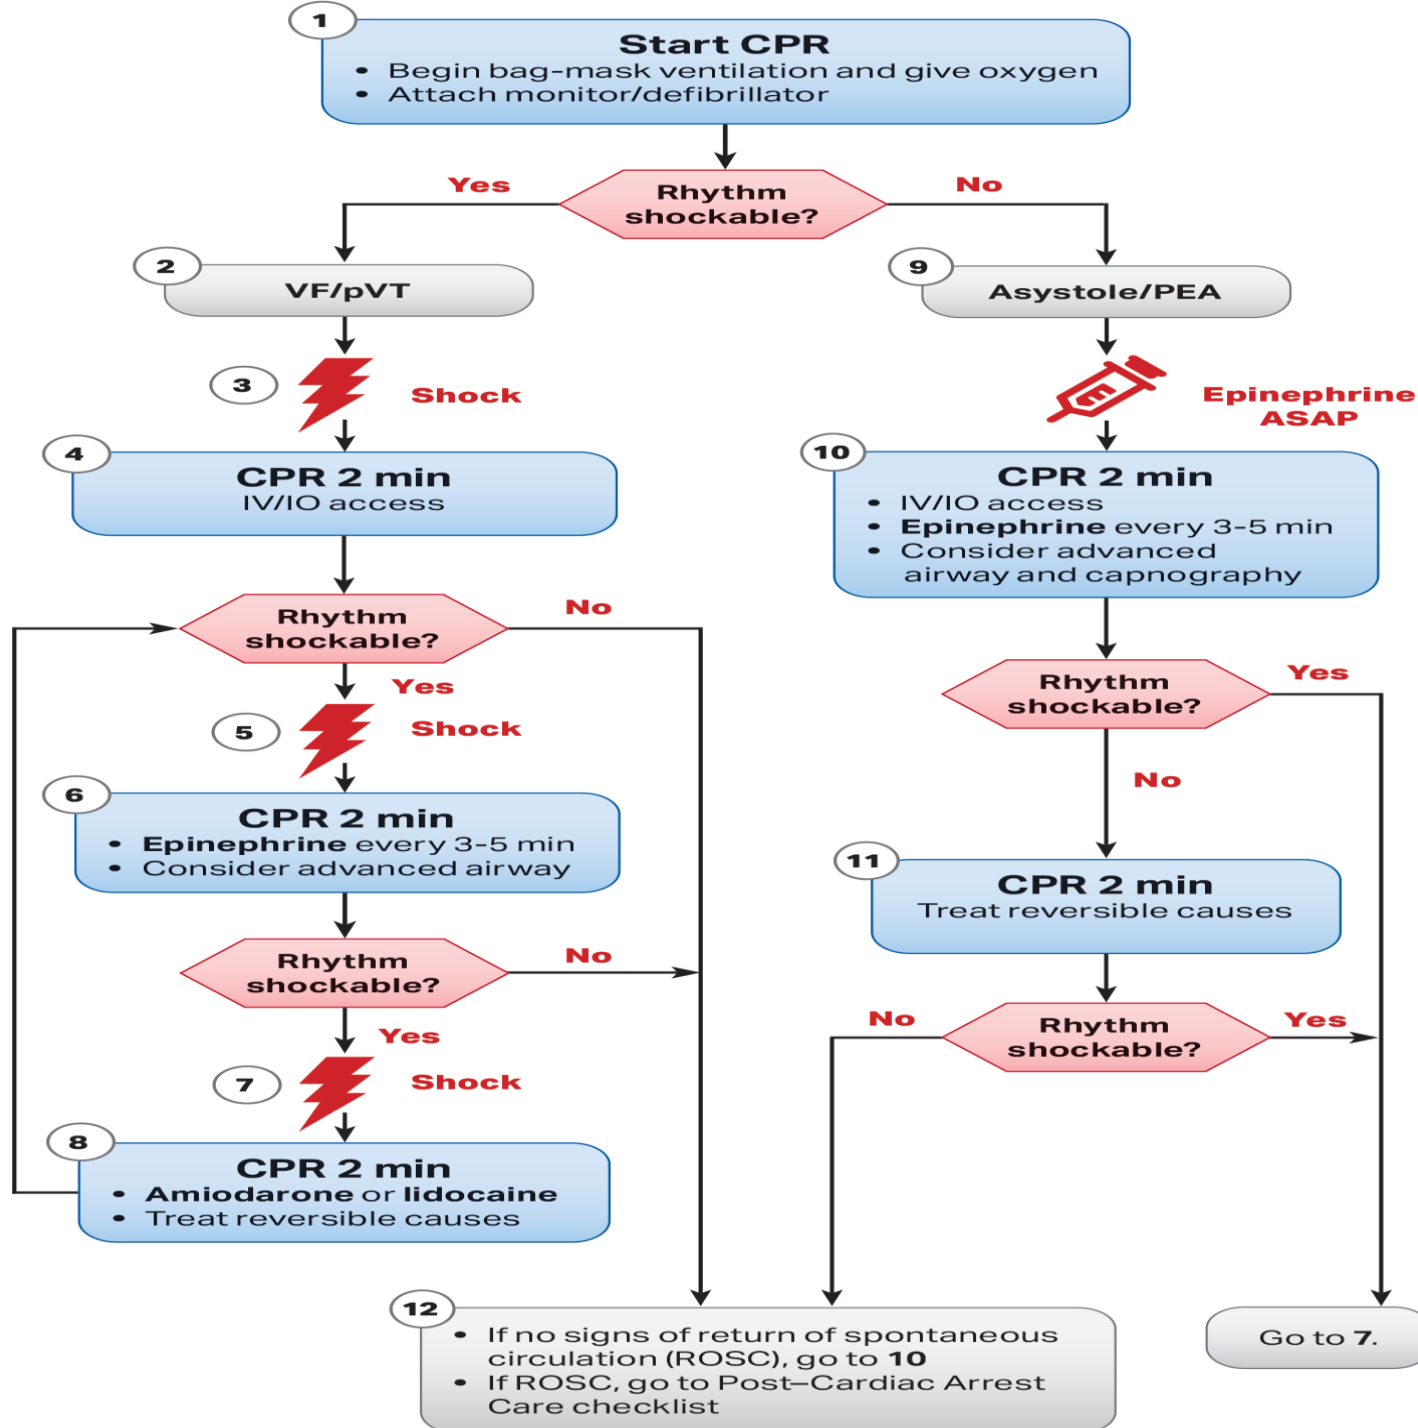 1
Start CPR
• Begin bag-mask ventilation and give oxygen
• Attach monitor/defibrillator
Rhythm
shockable?
Yes
No
2
VF/pVT
3
Shock
4
CPR 2 min
IV/IO access
Rhythm
shockable?
No
Yes
5
Shock
6
CPR 2 min
• Epinephrine every 3-5 min
• Consider advanced airway
Rhythm
shockable?
No
Yes
7
Shock
8
CPR 2 min
• Amiodarone or lidocaine
• Treat reversible causes
9
Asystole/PEA
E
Epinephrine
ASAP
10
CPR 2 min
• IV/IO access
• Epinephrine every 3-5 min
• Consider advanced
airway and capnography
Rhythm
shockable?
Yes
No
11
CPR 2 min
Treat reversible causes
Rhythm
shockable?
No
Yes
12
• If no signs of return of spontaneous
circulation (ROSC), go to 10
• If ROSC, go to Post–Cardiac Arrest
Care checklist
Go to 7.